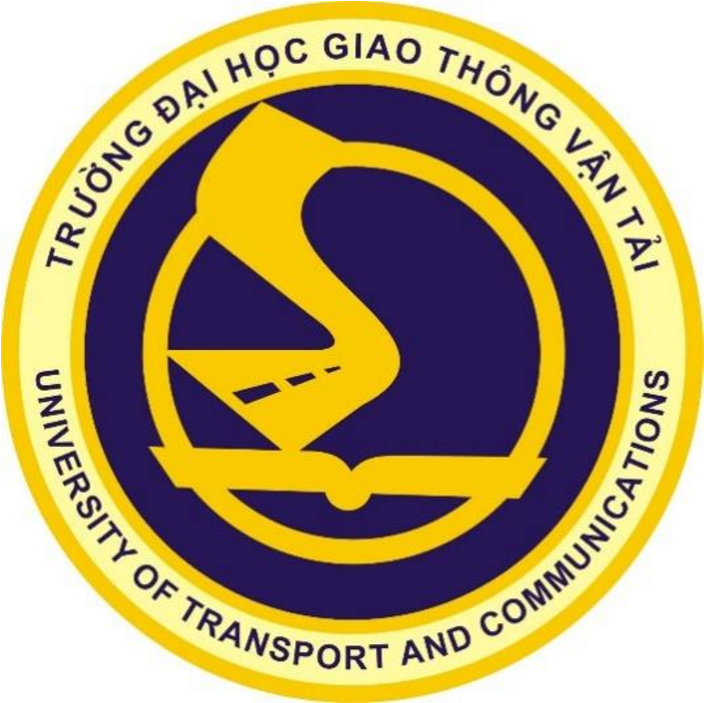 TRƯỜNG ĐẠI HỌC GIAO THÔNG VẬN TẢI
UNIVERSITY OF TRANSPORT AND COMMUNICATIONS